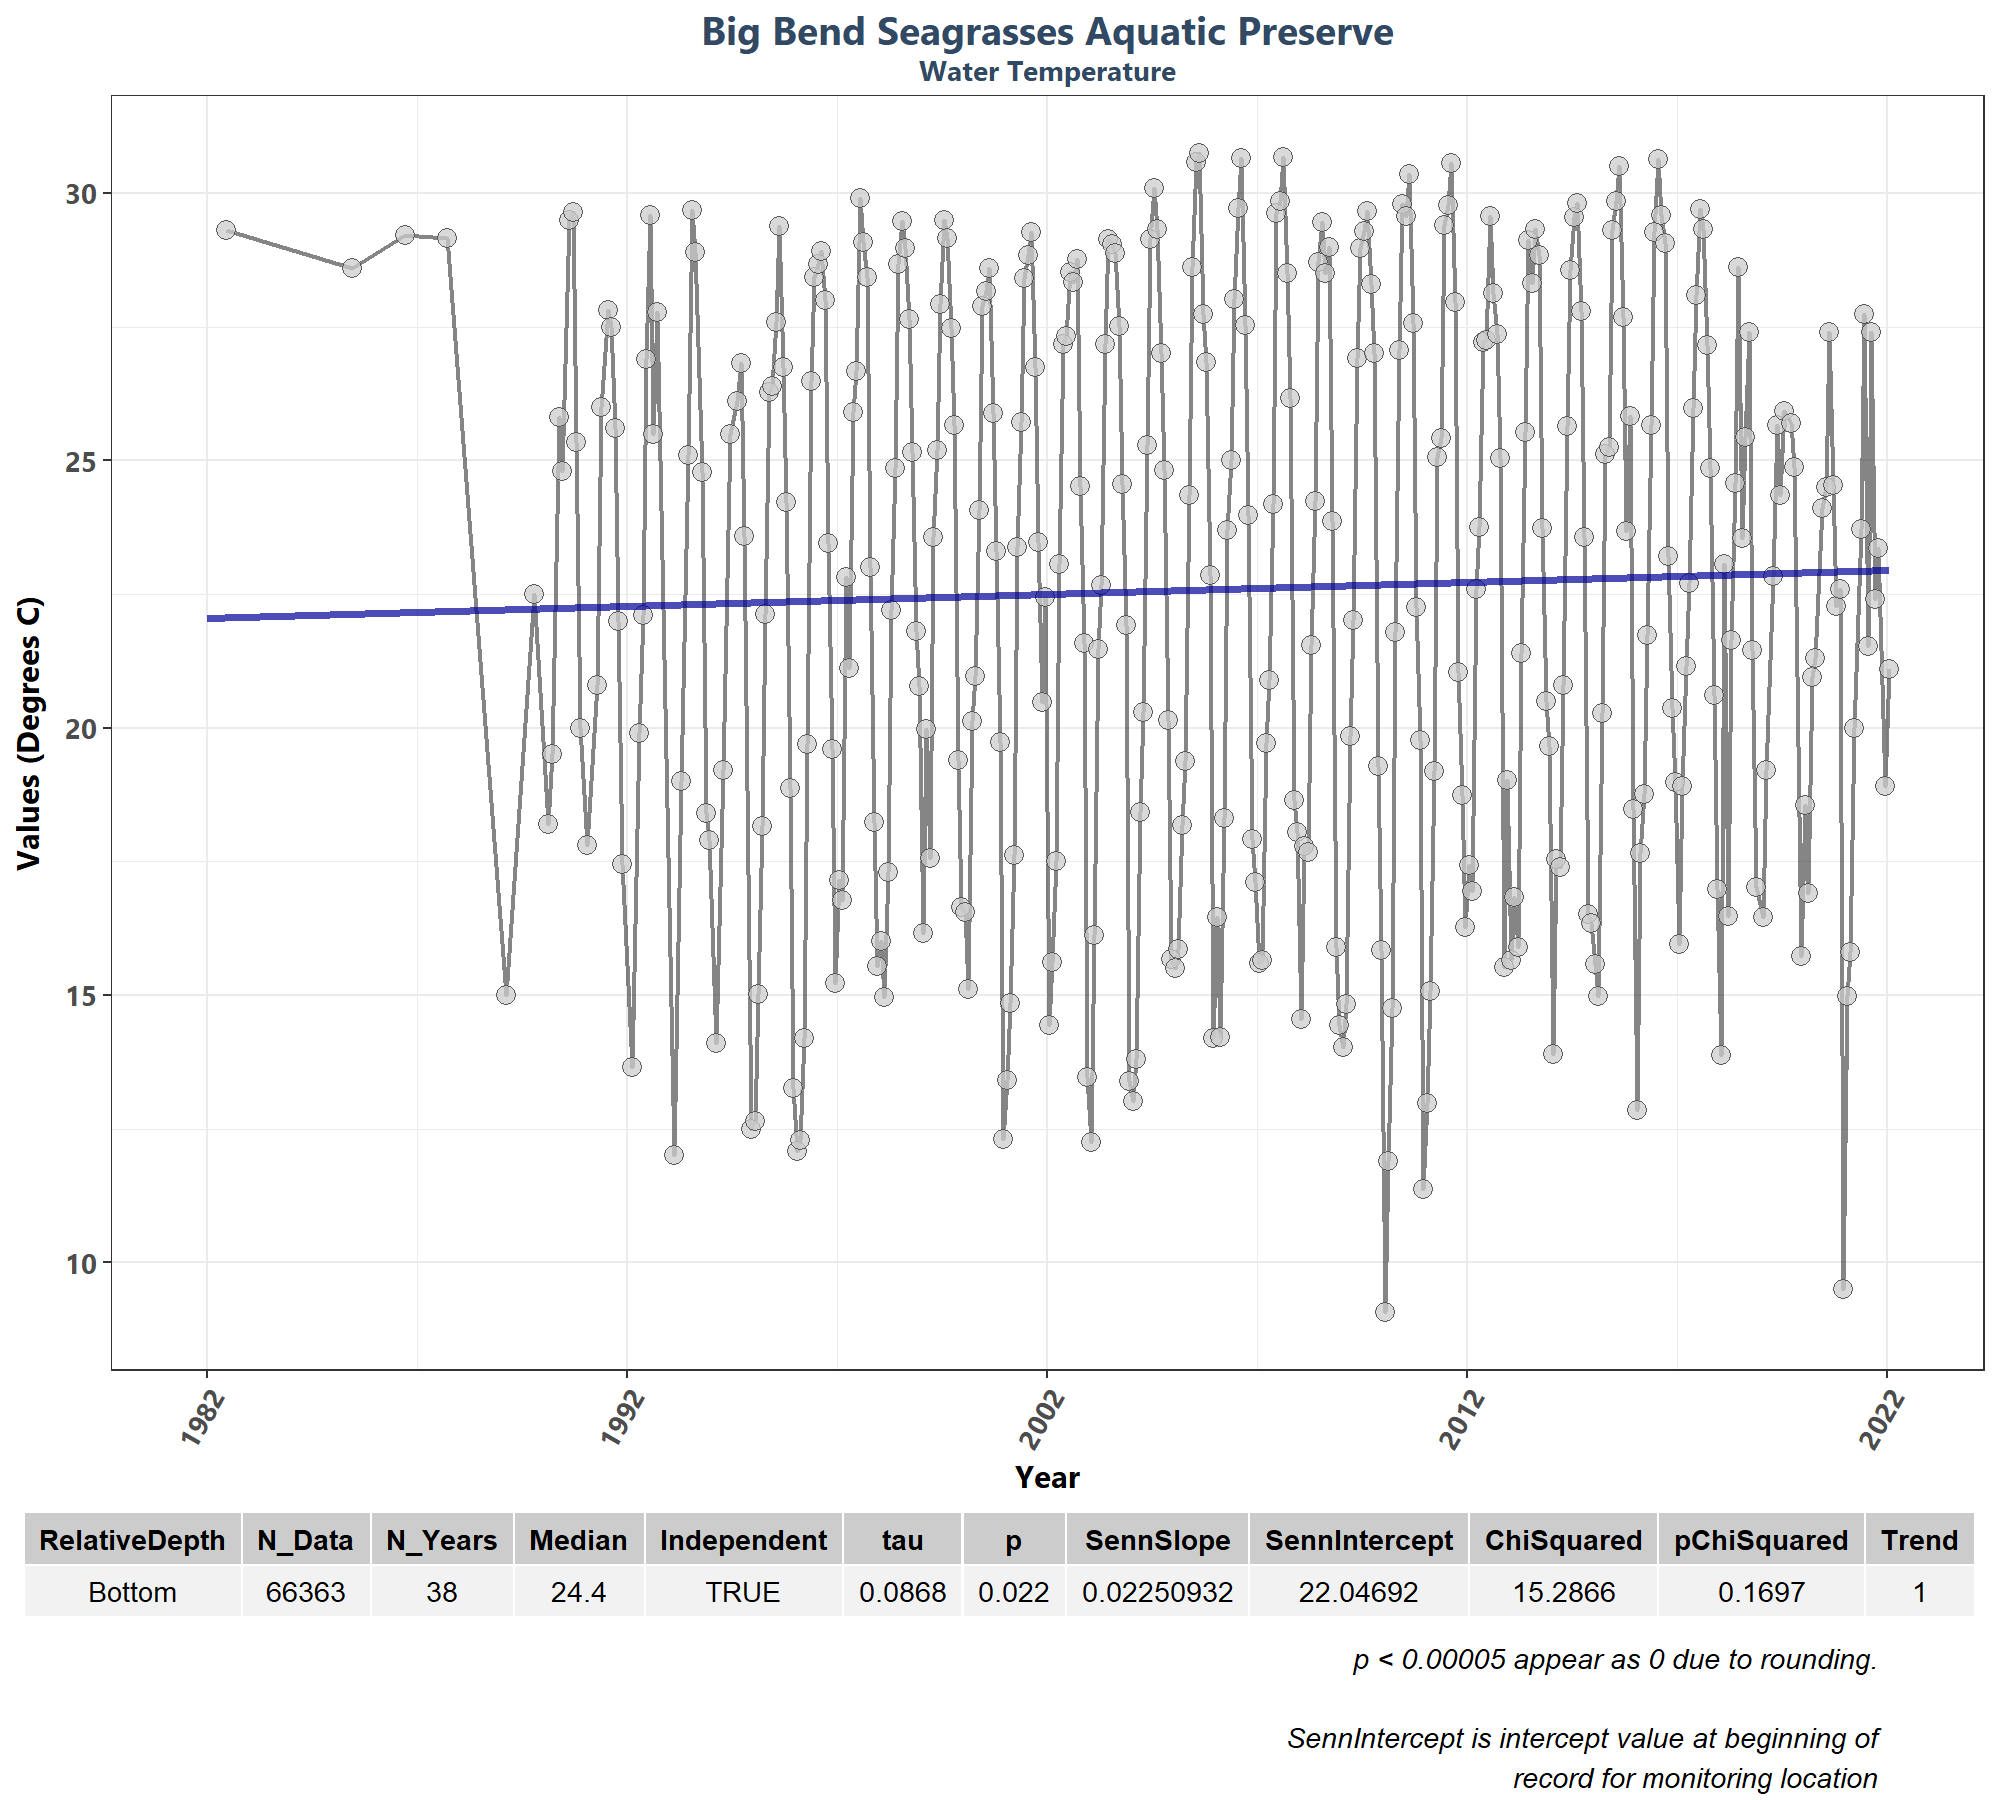 Big Bend Seagrasses Aquatic Preserve
Water Temperature
Values (Degrees C)
30
25
20
15
10
1982
1992
2002
2012
2022
Year
RelativeDepth N_Data N_Years Median Independent tau p SennSlope SennIntercept ChiSquared pChiSquared Trend
Bottom 66363 38 24.4 TRUE 0.0868 0.022 0.02250932 22.04692 15.2866 0.1697 1
p < 0.00005 appear as 0 due to rounding.
SennIntercept is intercept value at beginning of
record for monitoring location